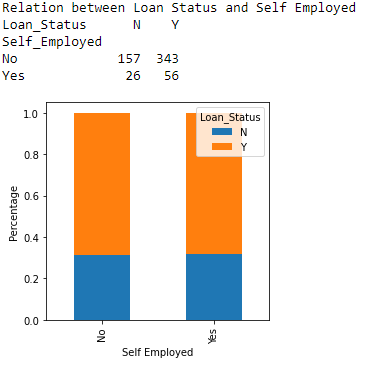 Relation between Loan Status and Self Employed
Loan_Status N Y
Self_Employed
No 157 343
Yes 26 56
Loan_Status
N
Y
1.0
0.8
0.6
0.4
0.2
0.0
Percentage
No
Yes
Self Employed